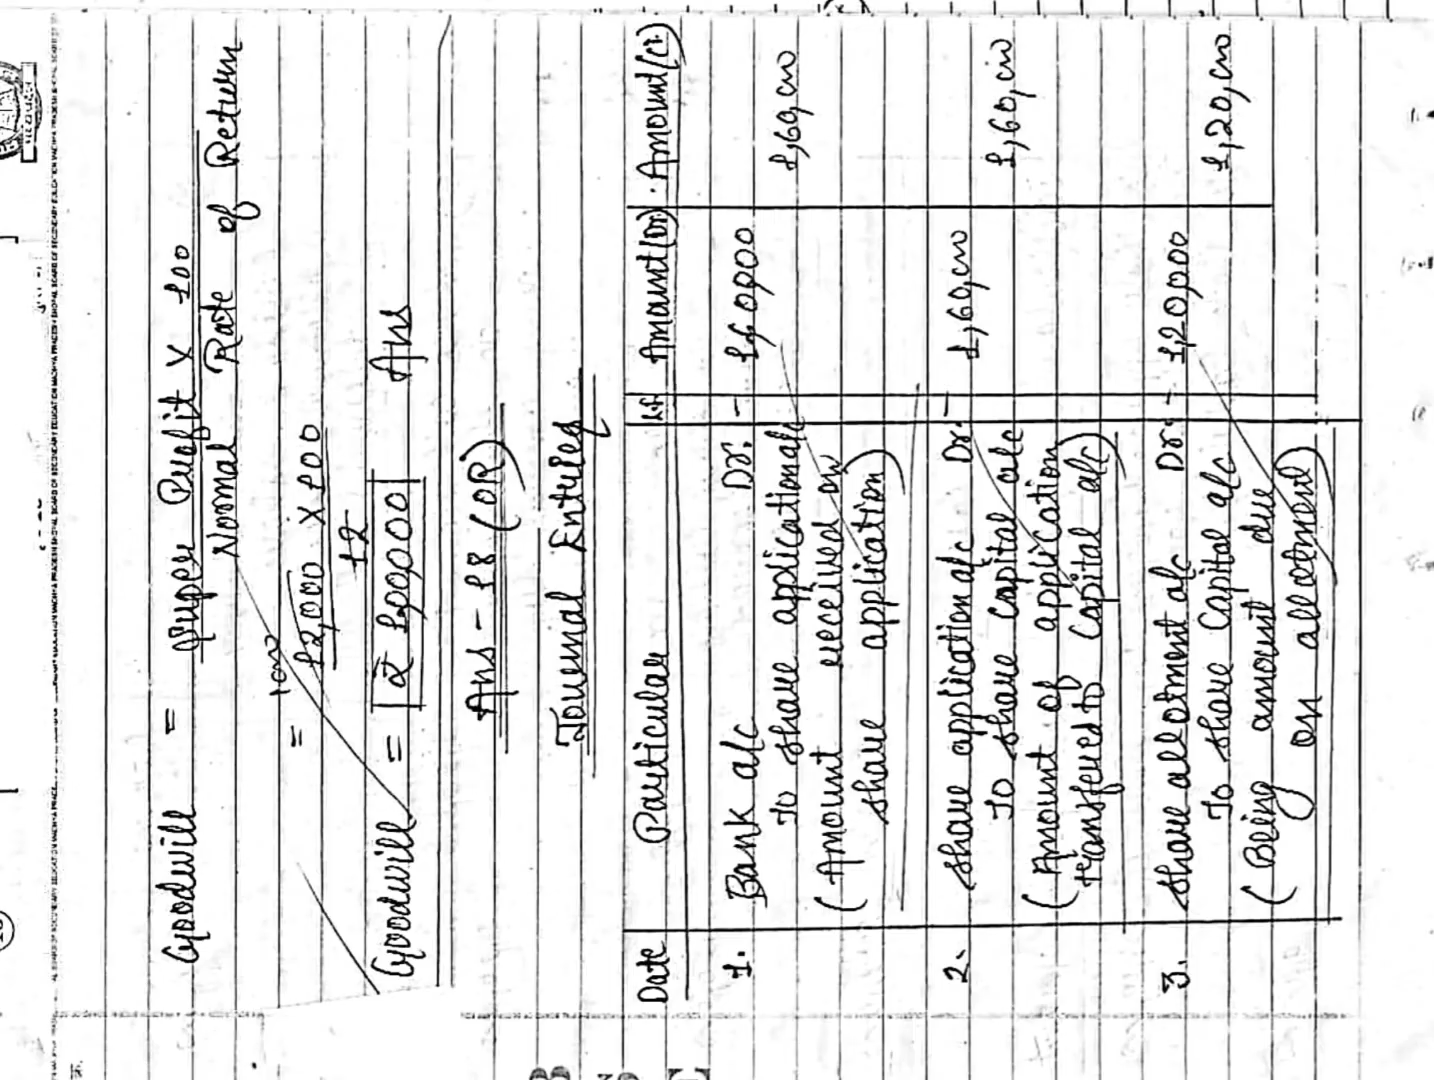 Goodwill = Super Profit X 100
Normal Rate of Return
1000
= 12,000 X 100
12
Goodwill = ₹ 100000 Ans
Ans - 18 (OR)
Journal Entries
Date Particular L.F. Amount(Dr) Amount(Cr)
1. Bank a/c Dr. - 160000
To share application a/c 1,60,000
(Amount received on
share application)
2. Share application a/c Dr. - 1,60,000
To share capital a/c 1,60,000
(Amount of application
transfered to capital a/c)
3. Share allotment a/c Dr. - 120000
To share Capital a/c 1,20,000
(Being amount due
on allotment)